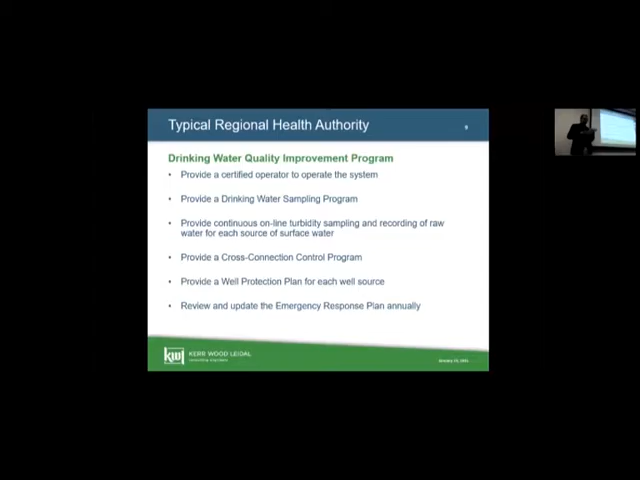 Typical Regional Health Authority
9
Drinking Water Quality Improvement Program
• Provide a certified operator to operate the system
• Provide a Drinking Water Sampling Program
• Provide continuous on-line turbidity sampling and recording of raw
water for each source of surface water
• Provide a Cross-Connection Control Program
• Provide a Well Protection Plan for each well source
• Review and update the Emergency Response Plan annually
kwl
KERR WOOD LEIDAL
consulting engineers